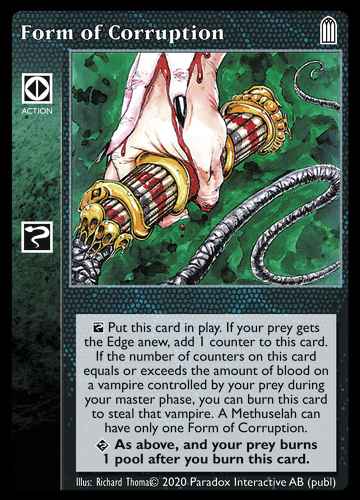 Form of Corruption
ACTION
Put this card in play. If your prey gets
the Edge anew, add 1 counter to this card.
If the number of counters on this card
equals or exceeds the amount of blood on
a vampire controlled by your prey during
your master phase, you can burn this card
to steal that vampire. A Methuselah can
have only one Form of Corruption.
As above, and your prey burns
1 pool after you burn this card.
Illus: Richard Thomas© 2020 Paradox Interactive AB (publ)